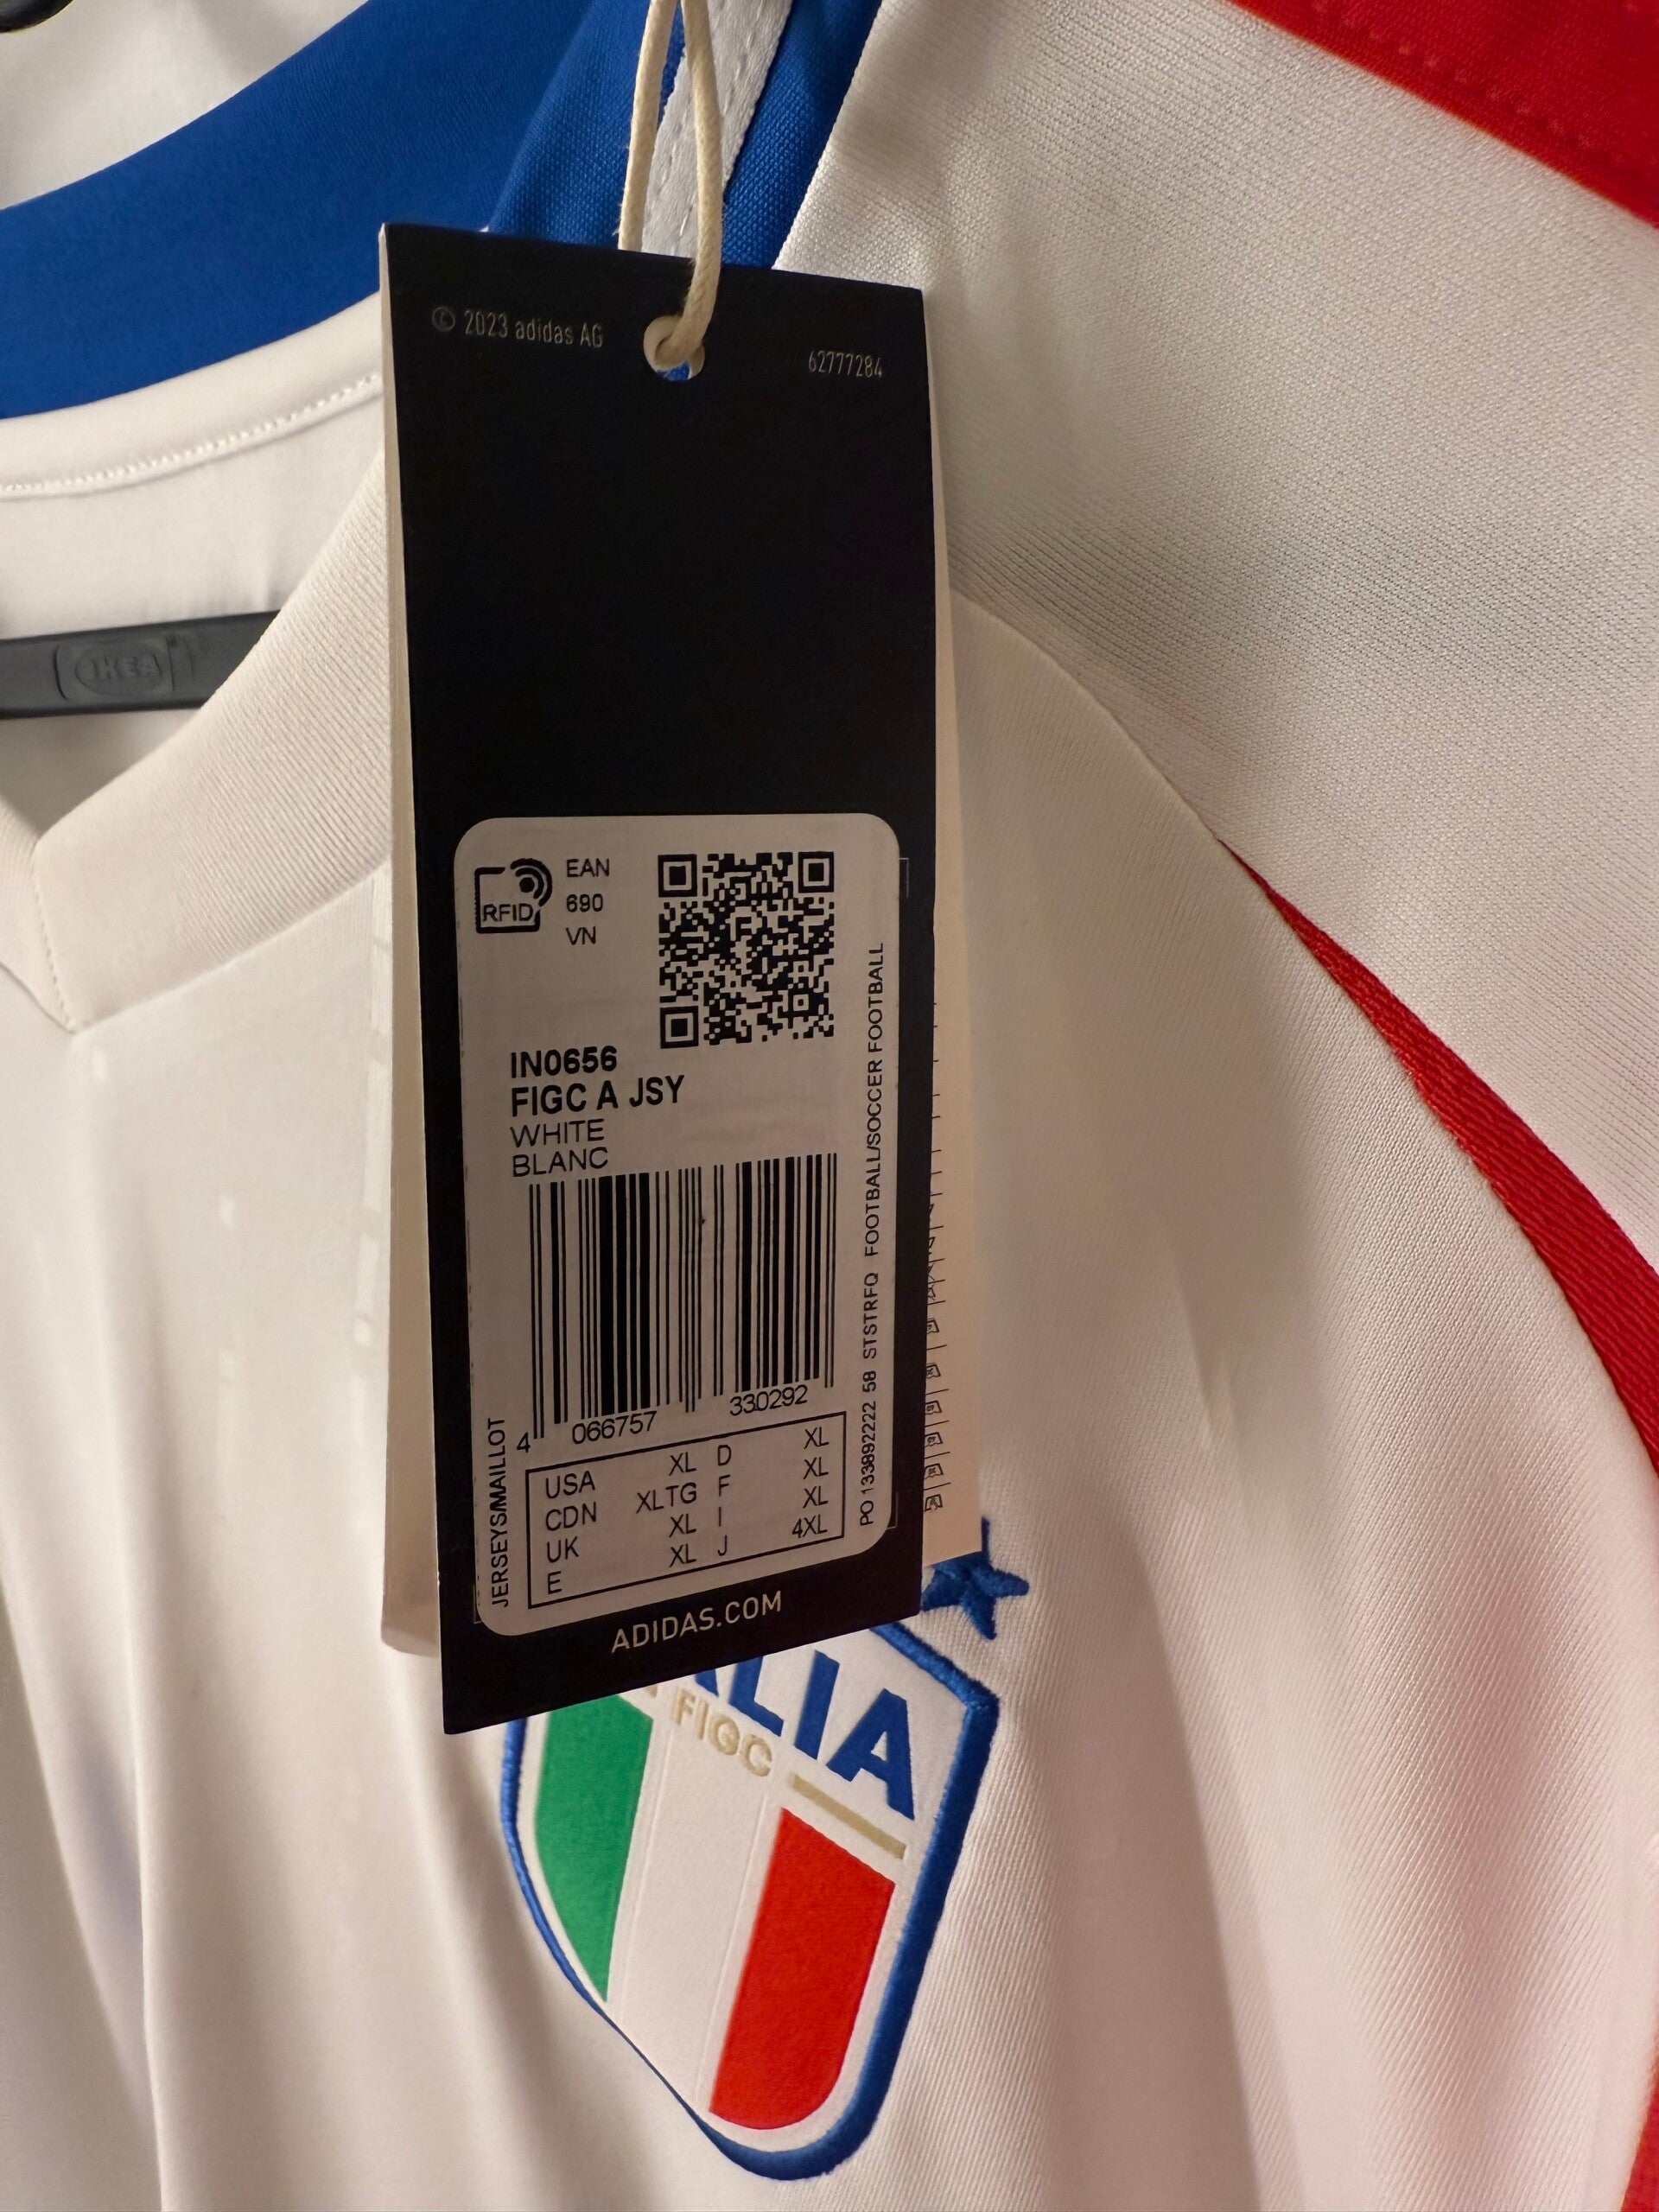 © 2023 adidas AG
62777284
IKEA
RFID
EAN
690
VN
IN0656
FIGC A JSY
WHITE
BLANC
4 066757 330292
USA XL D XL
CDN XLTG F XL
UK XL I XL
E XL J 4XL
JERSEYS/MAILLOT
PO 133892222 58 STSTRFQ FOOTBALL/SOCCER FOOTBALL
ADIDAS.COM
ALIA
FIGC